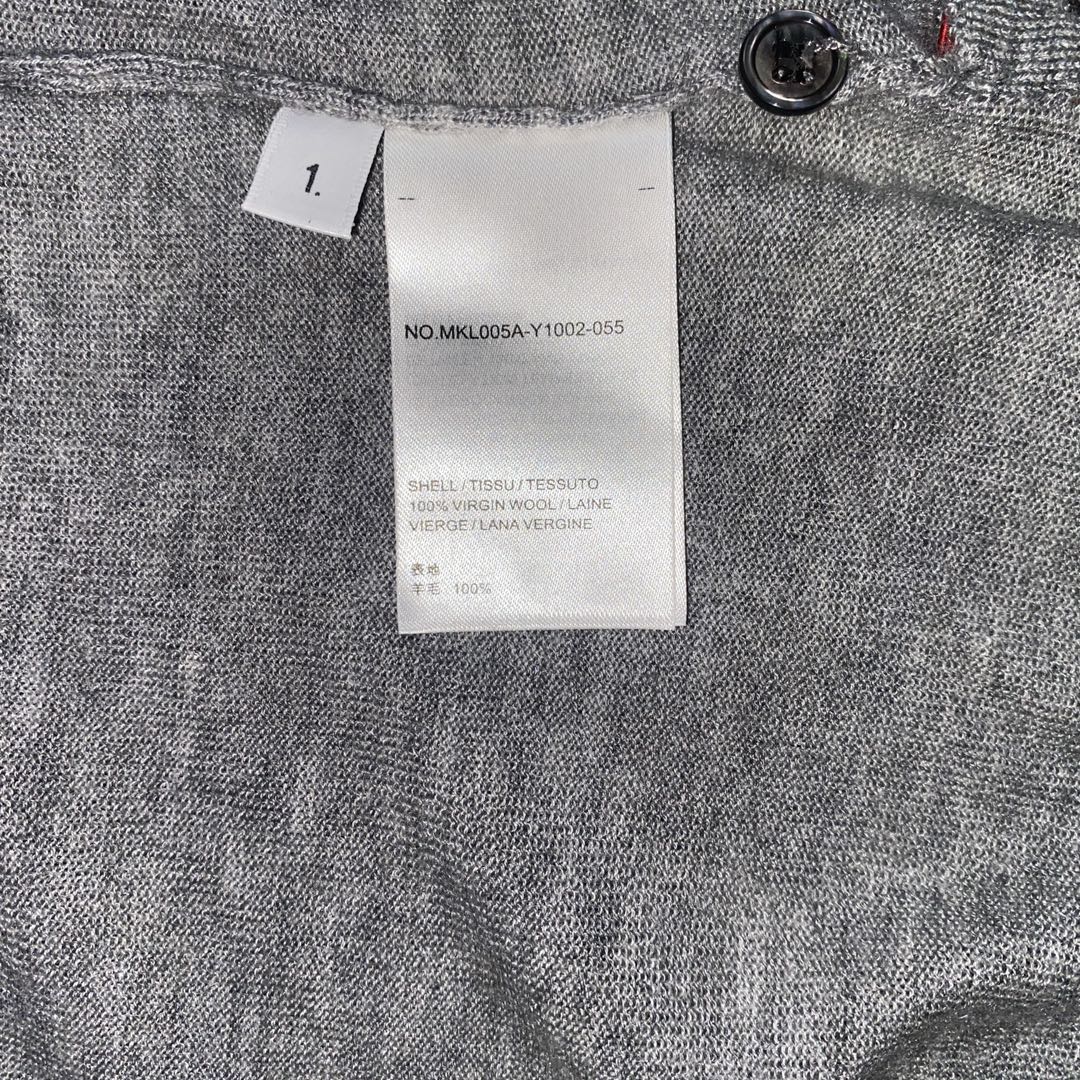 1.
NO.MKL005A-Y1002-055
SHELL / TISSU / TESSUTO
100% VIRGIN WOOL / LAINE
VIERGE / LANA VERGINE
表地
羊毛 100%